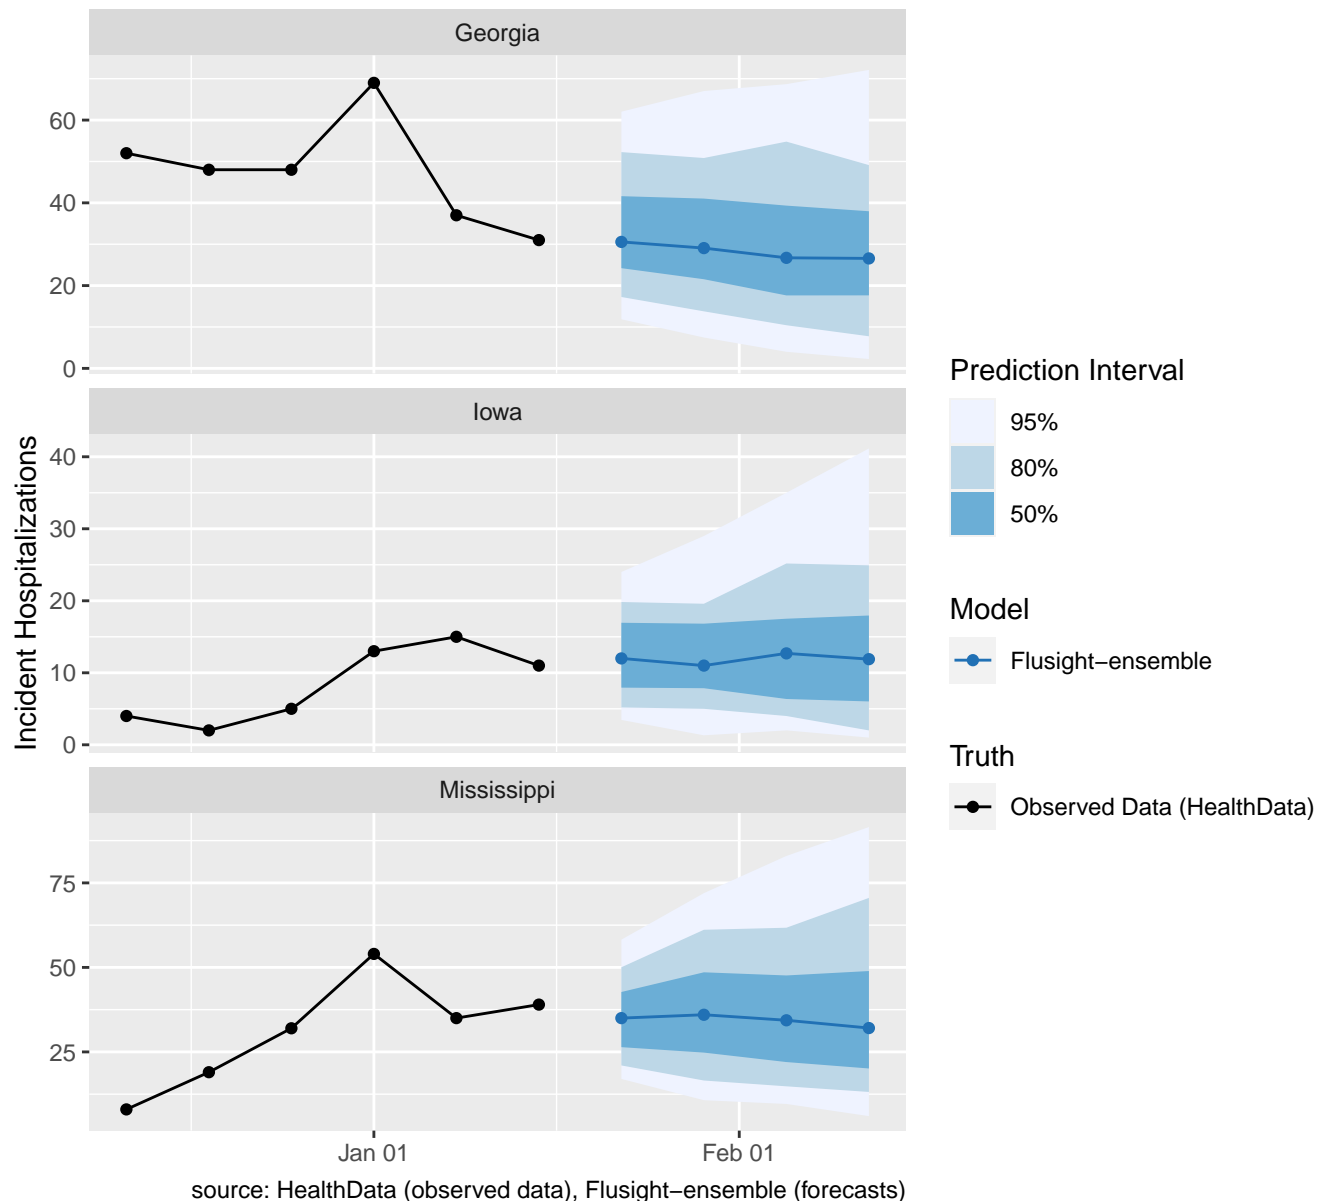 Georgia
60
40
20
0
Iowa
40
30
20
10
0
Mississippi
75
50
25
Jan 01
Feb 01
Incident Hospitalizations
source: HealthData (observed data), Flusight−ensemble (forecasts)
Prediction Interval
95%
80%
50%
Model
Flusight−ensemble
Truth
Observed Data (HealthData)